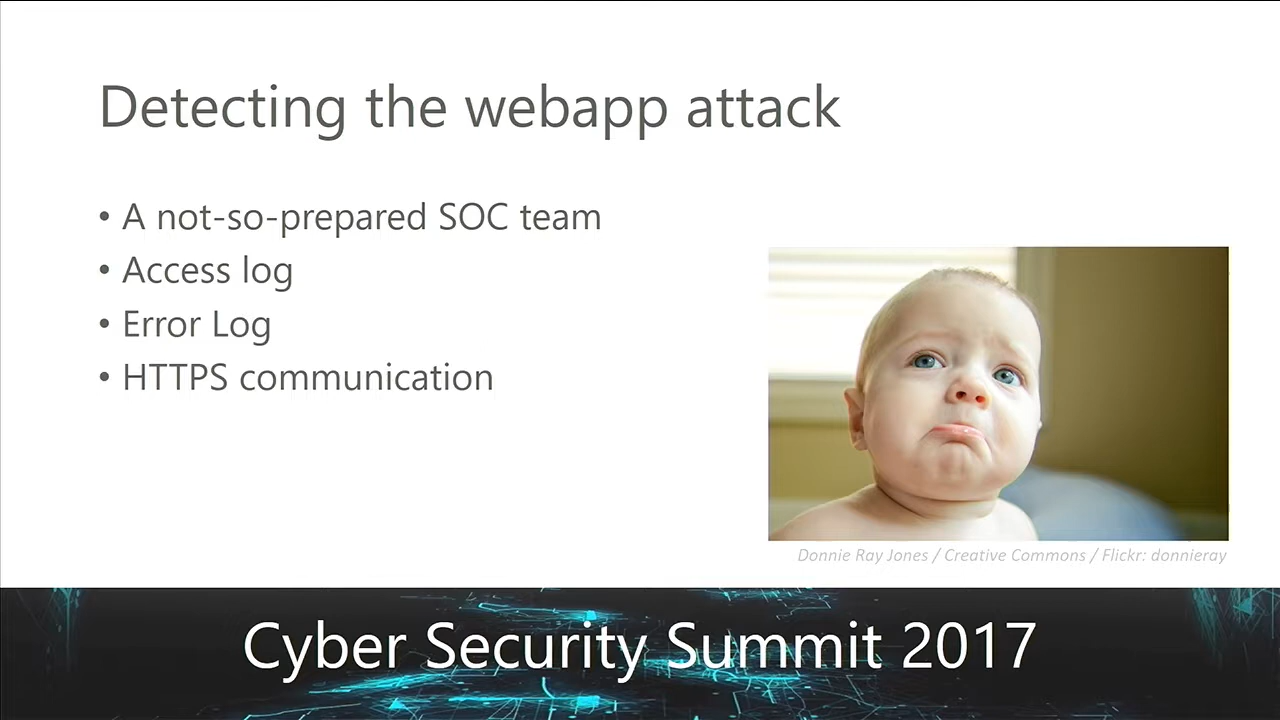 Detecting the webapp attack
• A not-so-prepared SOC team
• Access log
• Error Log
• HTTPS communication
Donnie Ray Jones / Creative Commons / Flickr: donnieray
Cyber Security Summit 2017